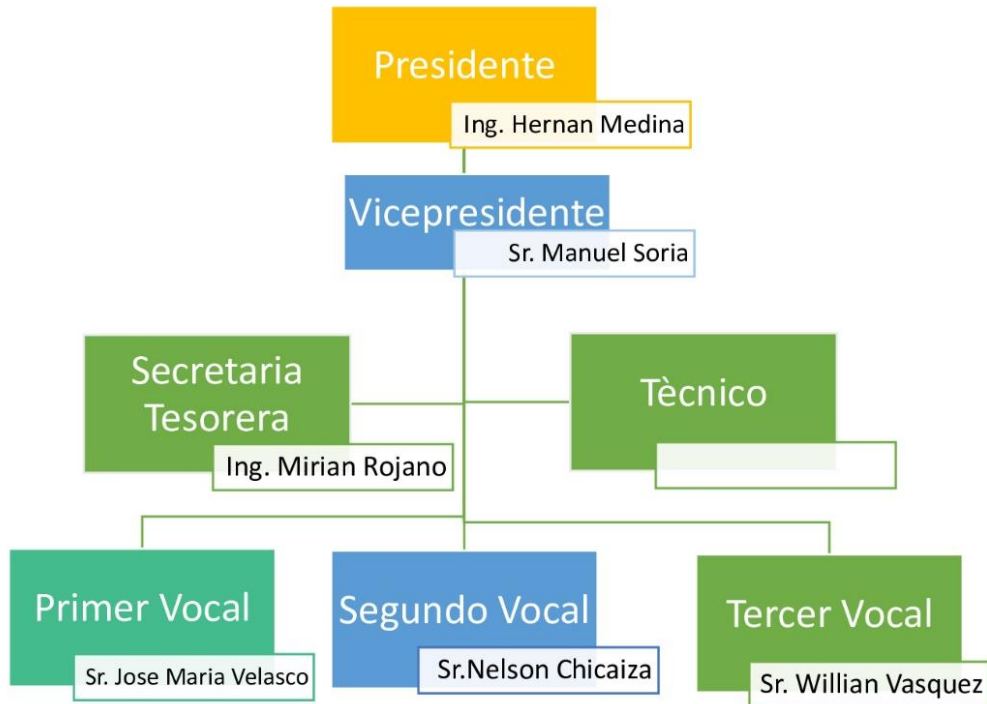 Presidente
Ing. Hernan Medina
Vicepresidente
Sr. Manuel Soria
Secretaria
Tesorera
Ing. Mirian Rojano
Tècnico
Primer Vocal
Sr. Jose Maria Velasco
Segundo Vocal
Sr.Nelson Chicaiza
Tercer Vocal
Sr. Willian Vasquez